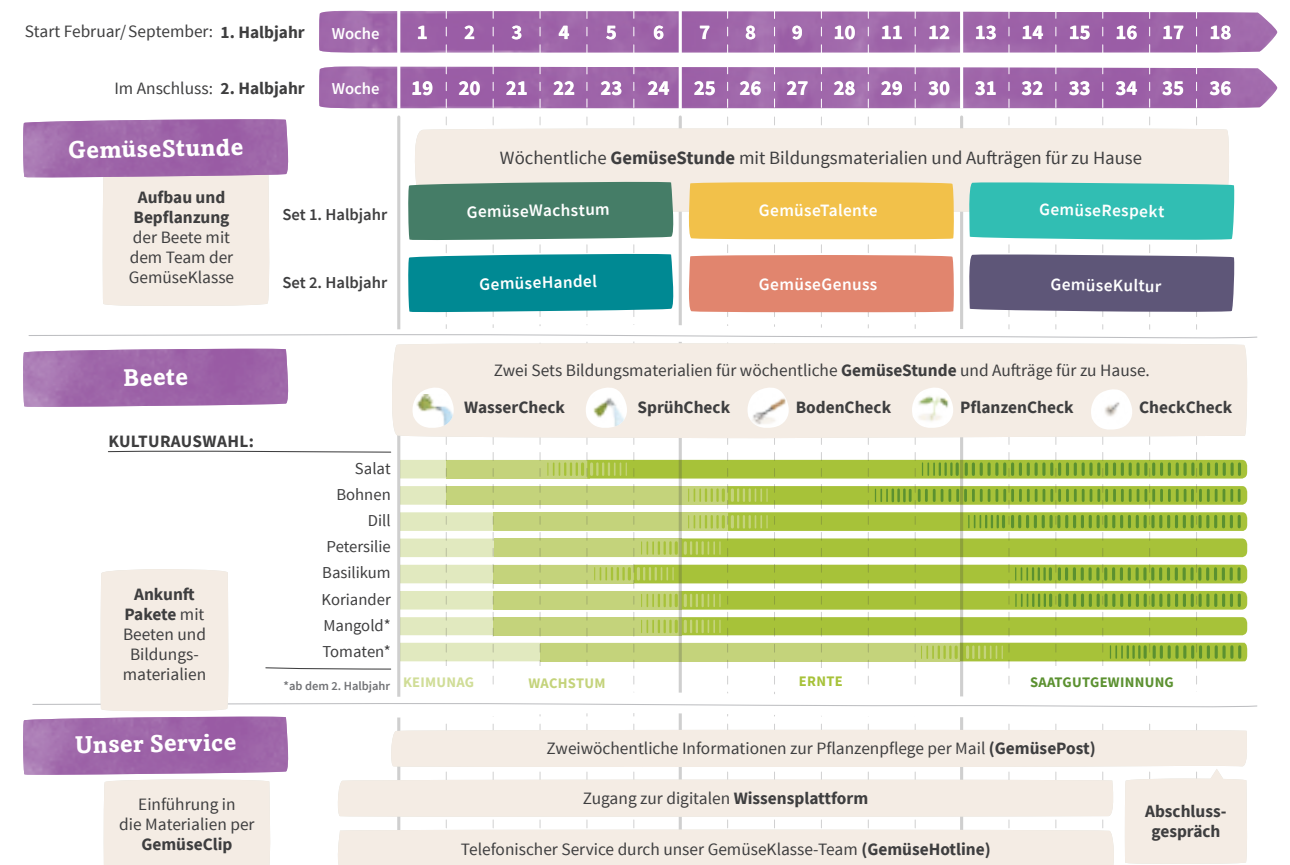 Start Februar/September: 1. Halbjahr Woche 1 2 3 4 5 6 7 8 9 10 11 12 13 14 15 16 17 18
Im Anschluss: 2. Halbjahr Woche 19 20 21 22 23 24 25 26 27 28 29 30 31 32 33 34 35 36
GemüseStunde
Wöchentliche GemüseStunde mit Bildungsmaterialien und Aufträgen für zu Hause
Aufbau und
Bepflanzung
der Beete mit
dem Team der
GemüseKlasse
Set 1. Halbjahr GemüseWachstum GemüseTalente GemüseRespekt
Set 2. Halbjahr GemüseHandel GemüseGenuss GemüseKultur
Beete
Zwei Sets Bildungsmaterialien für wöchentliche GemüseStunde und Aufträge für zu Hause.
WasserCheck SprühCheck BodenCheck PflanzenCheck CheckCheck
KULTURAUSWAHL:
Salat
Bohnen
Dill
Petersilie
Basilikum
Koriander
Mangold*
Tomaten*
*ab dem 2. Halbjahr KEIMUNAG WACHSTUM ERNTE SAATGUTGEWINNUNG
Ankunft
Pakete mit
Beeten und
Bildungs-
materialien
Unser Service
Zweiwöchentliche Informationen zur Pflanzenpflege per Mail (GemüsePost)
Einführung in
die Materialien per
GemüseClip
Zugang zur digitalen Wissensplattform
Telefonischer Service durch unser GemüseKlasse-Team (GemüseHotline)
Abschluss-
gespräch